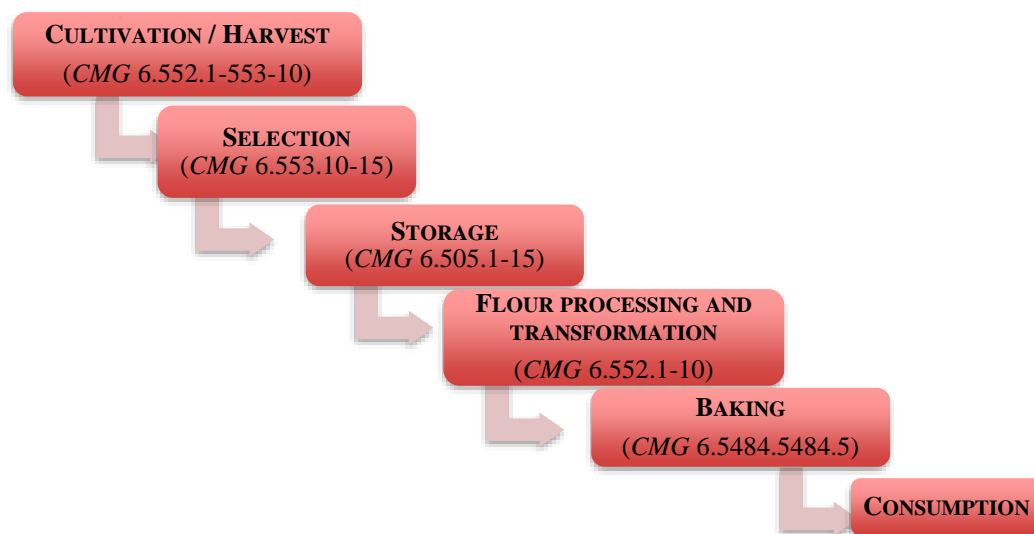 CULTIVATION / HARVEST
(CMG 6.552.1-553-10)
SELECTION
(CMG 6.553.10-15)
STORAGE
(CMG 6.505.1-15)
FLOUR PROCESSING AND
TRANSFORMATION
(CMG 6.552.1-10)
BAKING
(CMG 6.5484.5484.5)
CONSUMPTION